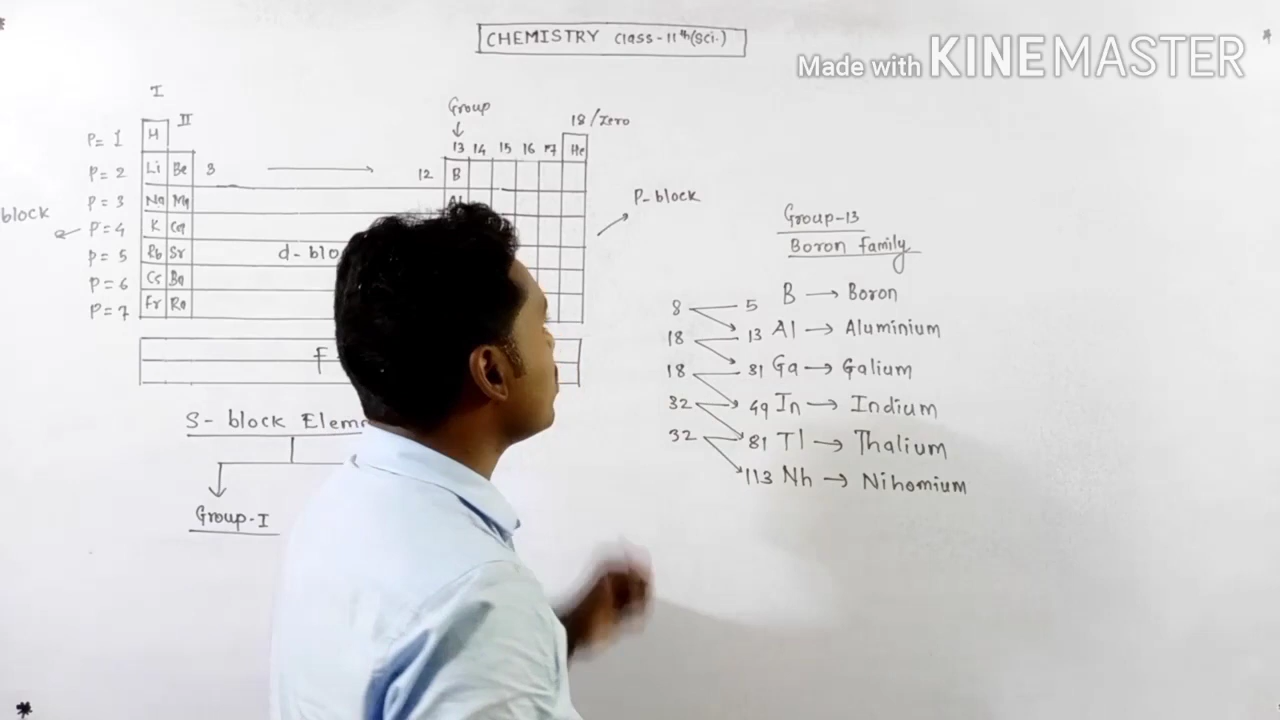 CHEMISTRY Class-11th(Sci.)
Made with KINEMASTER
I
II
Group
18/Zero
P= 1 H 13 14 15 16 17 He
P= 2 Li Be 3 12 B
P= 3 Na Mg Al
block P= 4 K Ca
P= 5 Rb Sr d-blo
P= 6 Cs Ba
P= 7 Fr Ra
P-block
F
S-block Elem
Group-I
Group-13
Boron family
8 5 B → Boron
18 13 Al → Aluminium
18 31 Ga → Galium
32 49 In → Indium
32 81 Tl → Thalium
113 Nh → Nihomium